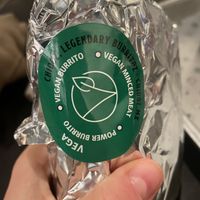 LEGENDARY BURRITO
VEGAN BURRITO
• VEGAN MINCED MEAT
• POWER BURRITO
VEGA